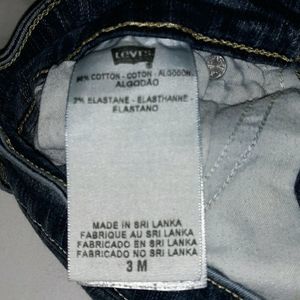 Levi's
98% COTTON - COTON - ALGODON
ALGODÃO
2% ELASTANE - ELASTHANNE -
ELASTANO
MADE IN SRI LANKA
FABRIQUE AU SRI LANKA
FABRICADO EN SRI LANKA
FABRICADO NO SRI LANKA
3 M